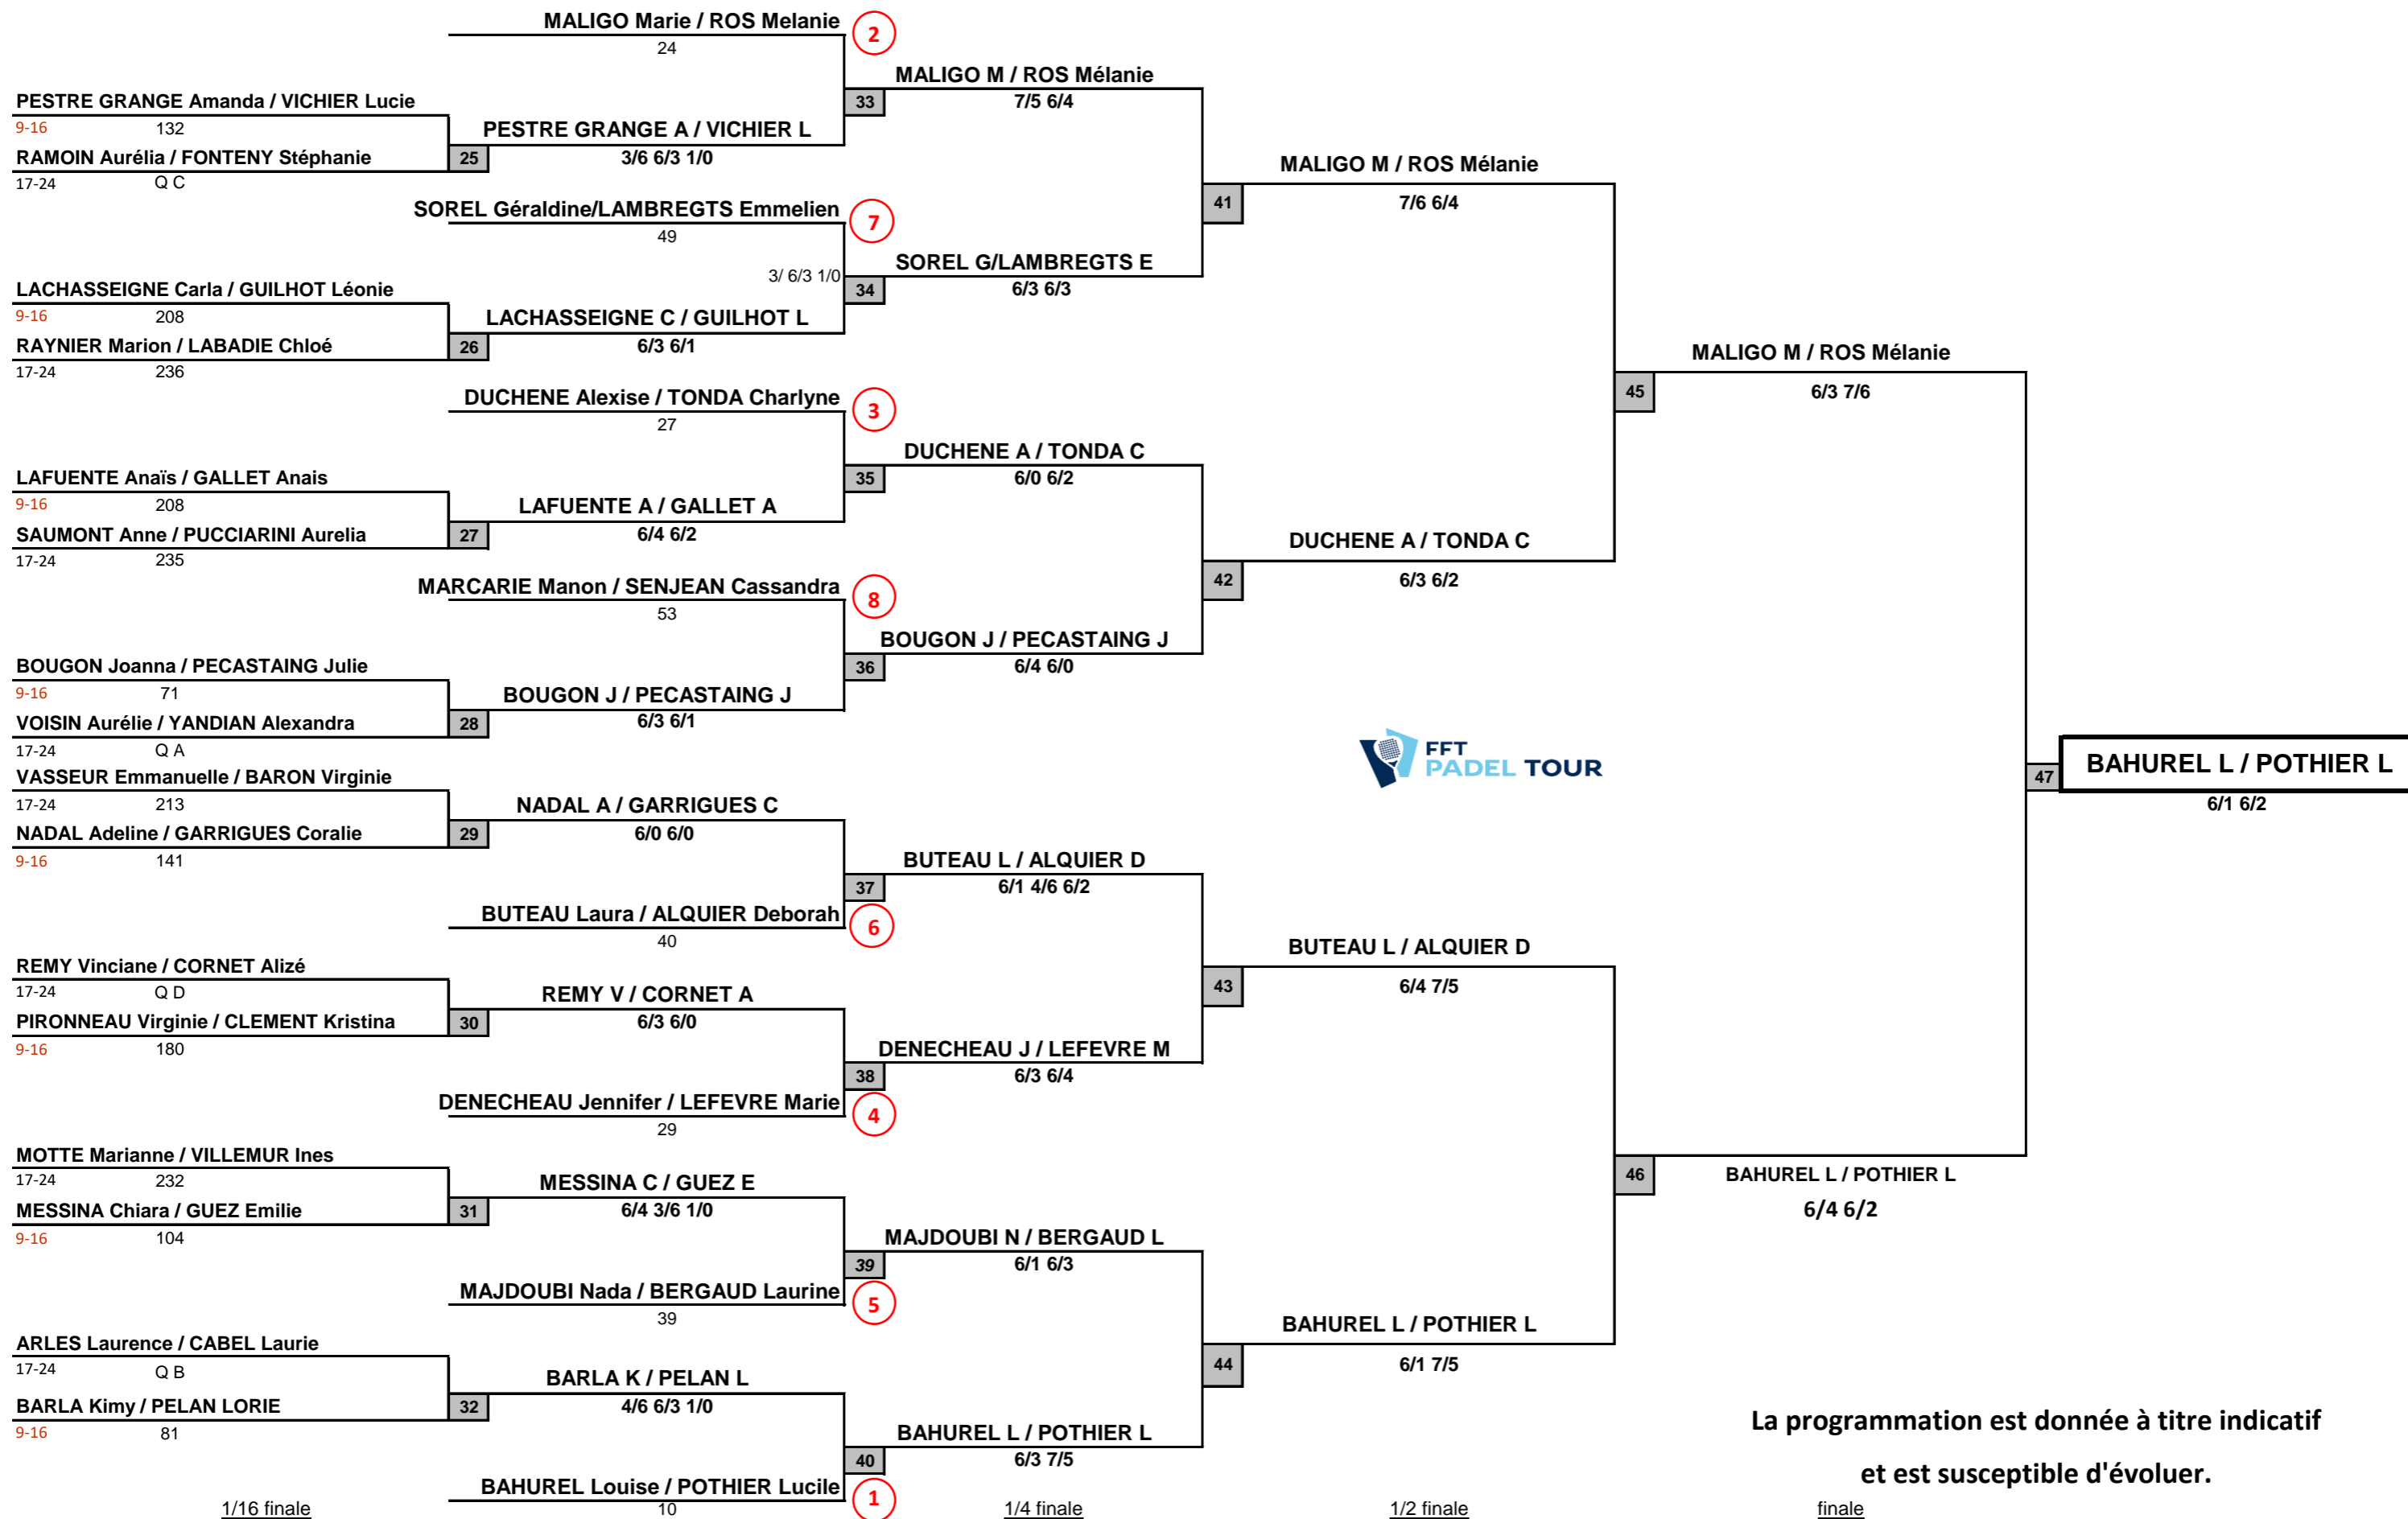 MALIGO Marie / ROS Melanie
2
24
MALIGO M / ROS Mélanie
PESTRE GRANGE Amanda / VICHIER Lucie
33
7/5 6/4
9-16
132
PESTRE GRANGE A / VICHIER L
RAMOIN Aurélia / FONTENY Stéphanie
25
3/6 6/3 1/0
MALIGO M / ROS Mélanie
17-24
Q C
41
7/6 6/4
SOREL Géraldine/LAMBREGTS Emmelien
7
49
3/ 6/3 1/0
SOREL G/LAMBREGTS E
LACHASSEIGNE Carla / GUILHOT Léonie
34
6/3 6/3
9-16
208
LACHASSEIGNE C / GUILHOT L
RAYNIER Marion / LABADIE Chloé
26
6/3 6/1
MALIGO M / ROS Mélanie
17-24
236
45
6/3 7/6
DUCHENE Alexise / TONDA Charlyne
3
27
DUCHENE A / TONDA C
LAFUENTE Anaïs / GALLET Anais
35
6/0 6/2
9-16
208
LAFUENTE A / GALLET A
SAUMONT Anne / PUCCIARINI Aurelia
27
6/4 6/2
DUCHENE A / TONDA C
17-24
235
42
6/3 6/2
MARCARIE Manon / SENJEAN Cassandra
8
53
BOUGON J / PECASTAING J
BOUGON Joanna / PECASTAING Julie
36
6/4 6/0
9-16
71
BOUGON J / PECASTAING J
VOISIN Aurélie / YANDIAN Alexandra
28
6/3 6/1
17-24
Q A
FFT
PADEL TOUR
47
BAHUREL L / POTHIER L
6/1 6/2
VASSEUR Emmanuelle / BARON Virginie
17-24
213
NADAL A / GARRIGUES C
NADAL Adeline / GARRIGUES Coralie
29
6/0 6/0
9-16
141
BUTEAU L / ALQUIER D
37
6/1 4/6 6/2
BUTEAU Laura / ALQUIER Deborah
6
40
BUTEAU L / ALQUIER D
REMY Vinciane / CORNET Alizé
43
6/4 7/5
17-24
Q D
REMY V / CORNET A
PIRONNEAU Virginie / CLEMENT Kristina
30
6/3 6/0
9-16
180
DENECHEAU J / LEFEVRE M
38
6/3 6/4
DENECHEAU Jennifer / LEFEVRE Marie
4
29
MOTTE Marianne / VILLEMUR Ines
46
BAHUREL L / POTHIER L
6/4 6/2
17-24
232
MESSINA C / GUEZ E
MESSINA Chiara / GUEZ Emilie
31
6/4 3/6 1/0
9-16
104
MAJDOUBI N / BERGAUD L
39
6/1 6/3
MAJDOUBI Nada / BERGAUD Laurine
5
39
BAHUREL L / POTHIER L
ARLES Laurence / CABEL Laurie
44
6/1 7/5
17-24
Q B
BARLA K / PELAN L
BARLA Kimy / PELAN LORIE
32
4/6 6/3 1/0
9-16
81
BAHUREL L / POTHIER L
40
6/3 7/5
BAHUREL Louise / POTHIER Lucile
1
10
La programmation est donnée à titre indicatif
et est susceptible d'évoluer.
1/16 finale
1/4 finale
1/2 finale
finale